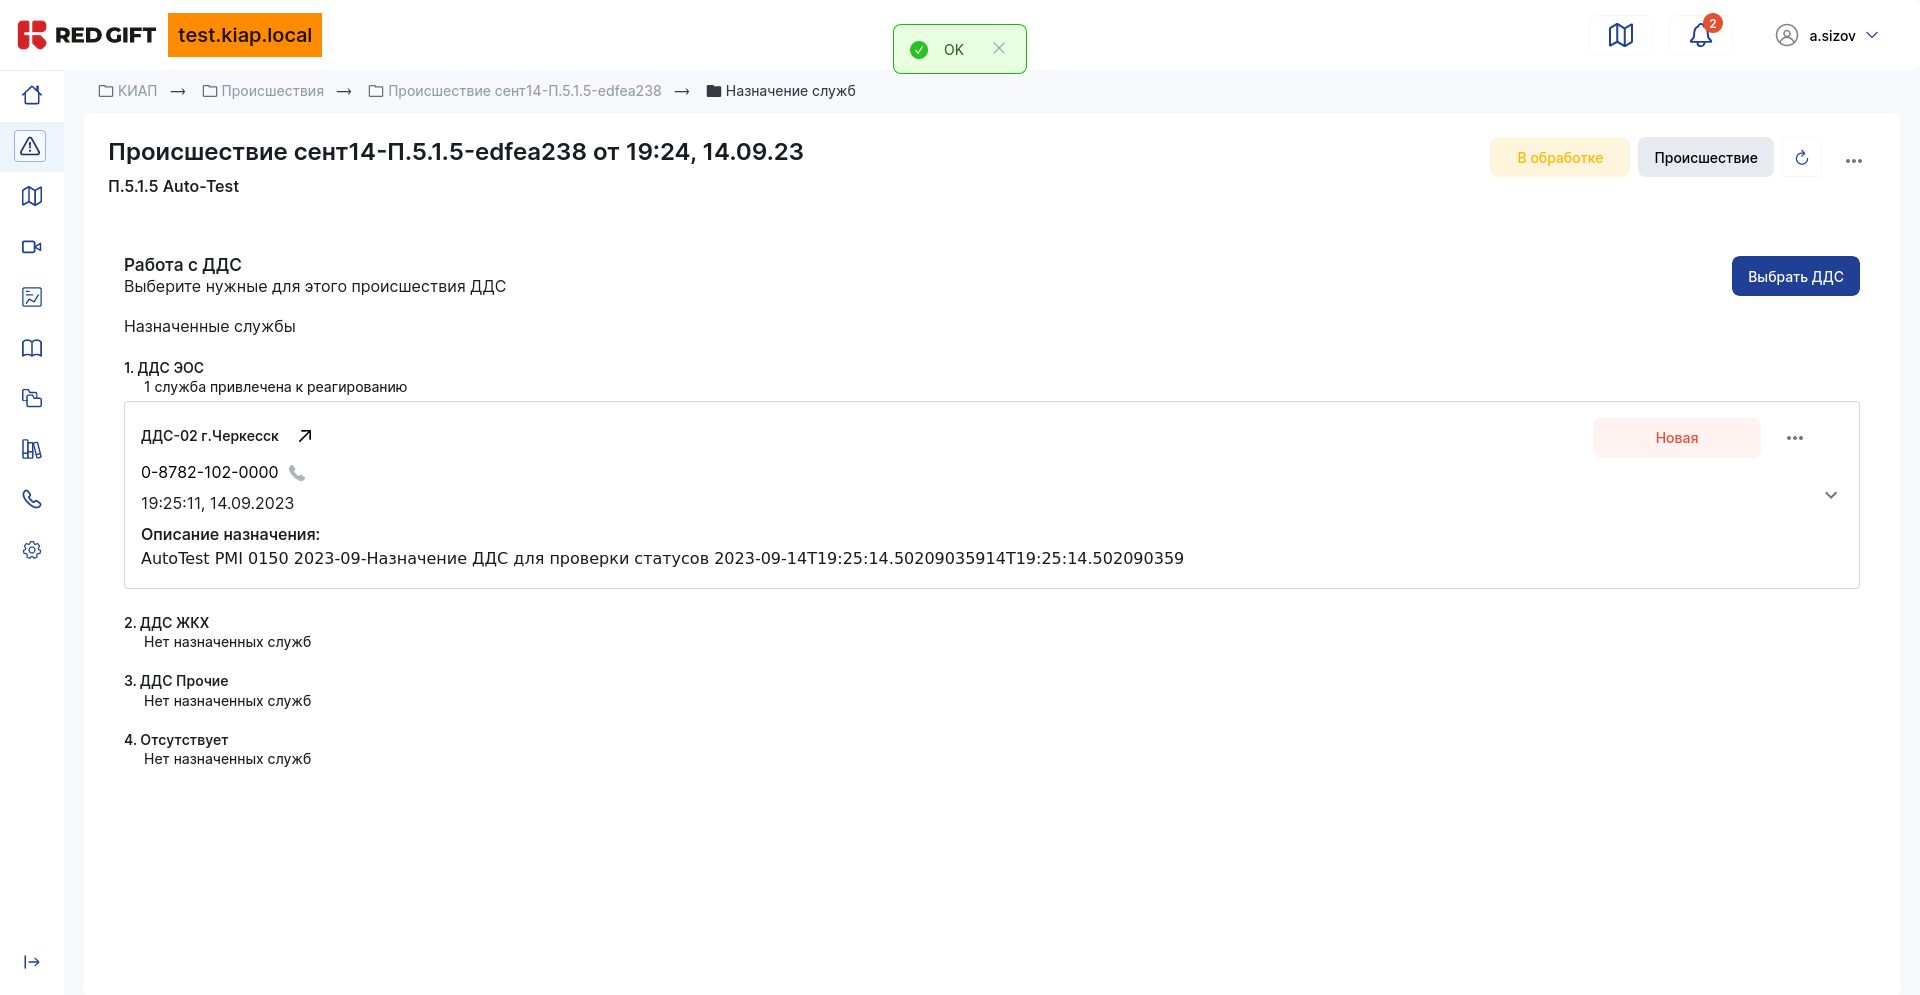 RED GIFT
test.kiap.local
OK
2
a.sizov
КИАП → Происшествия → Происшествие сент14-П.5.1.5-edfea238 → Назначение служб
Происшествие сент14-П.5.1.5-edfea238 от 19:24, 14.09.23
В обработке
Происшествие
П.5.1.5 Auto-Test
Работа с ДДС
Выберите нужные для этого происшествия ДДС
Выбрать ДДС
Назначенные службы
1. ДДС ЭОС
1 служба привлечена к реагированию
ДДС-02 г.Черкесск
Новая
0-8782-102-0000
19:25:11, 14.09.2023
Описание назначения:
AutoTest PMI 0150 2023-09-Назначение ДДС для проверки статусов 2023-09-14T19:25:14.50209035914T19:25:14.502090359
2. ДДС ЖКХ
Нет назначенных служб
3. ДДС Прочие
Нет назначенных служб
4. Отсутствует
Нет назначенных служб